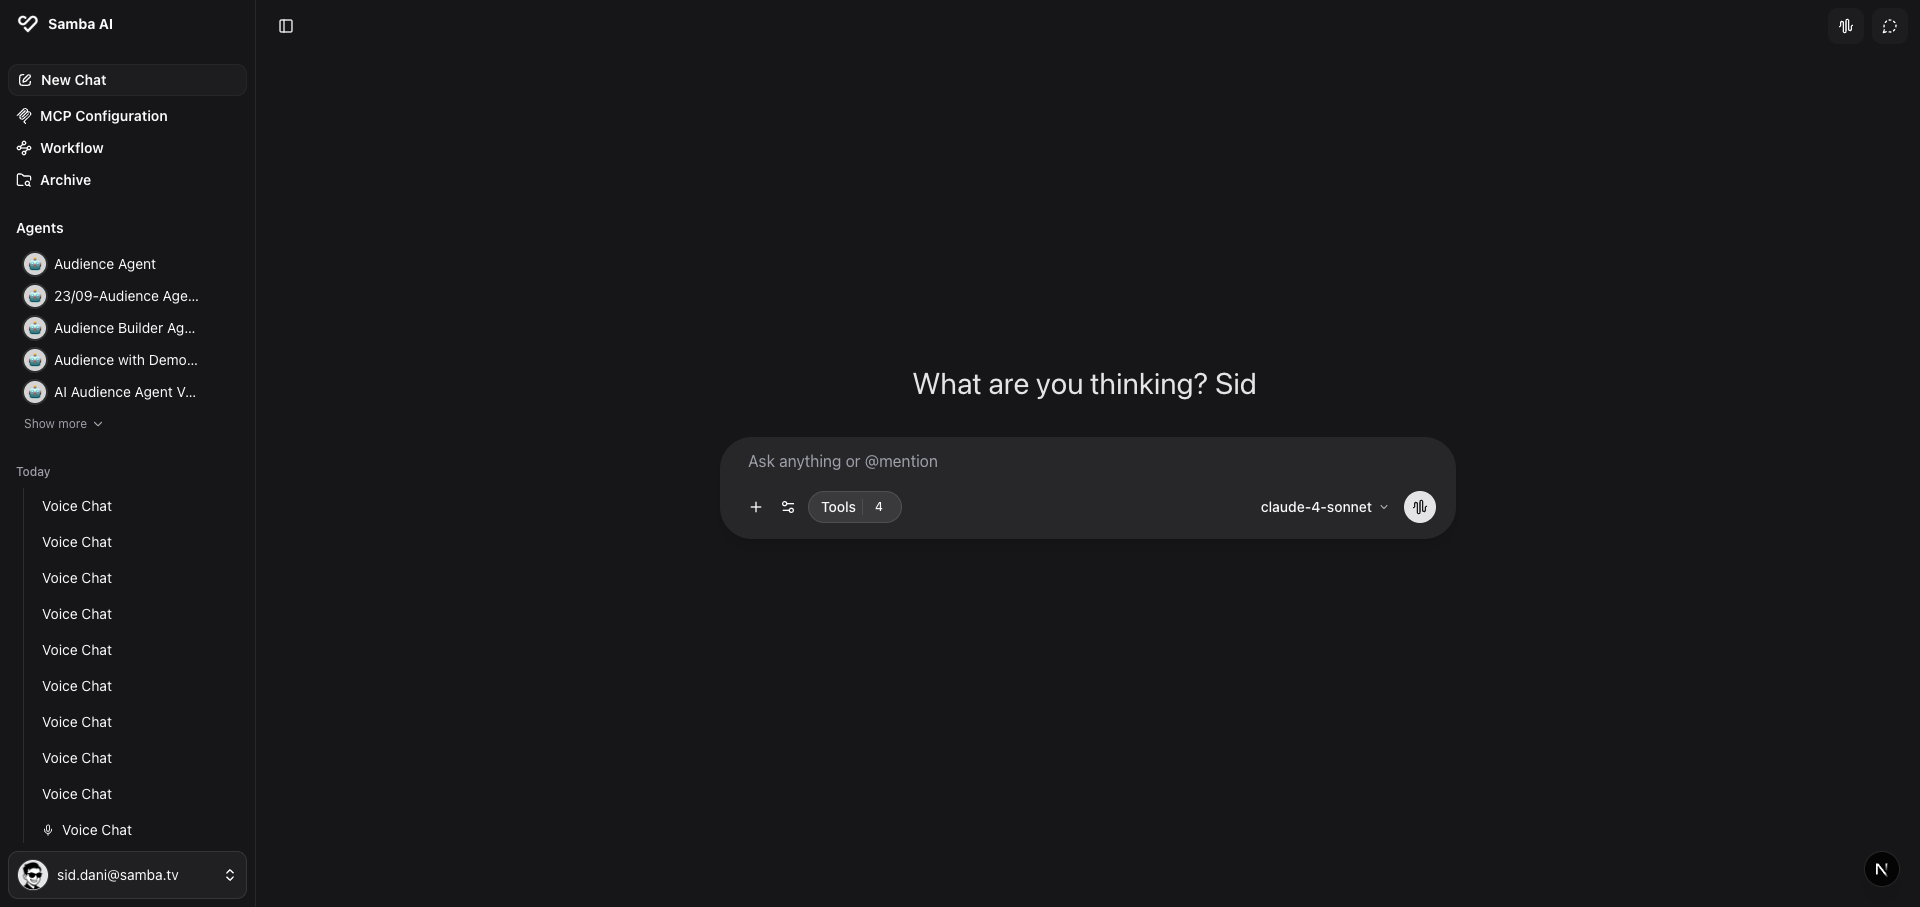 Samba AI
New Chat
MCP Configuration
Workflow
Archive
Agents
Audience Agent
23/09-Audience Age...
Audience Builder Ag...
Audience with Demo...
AI Audience Agent V...
Show more
Today
Voice Chat
Voice Chat
Voice Chat
Voice Chat
Voice Chat
Voice Chat
Voice Chat
Voice Chat
Voice Chat
Voice Chat
sid.dani@samba.tv
What are you thinking? Sid
Ask anything or @mention
Tools 4
claude-4-sonnet
N